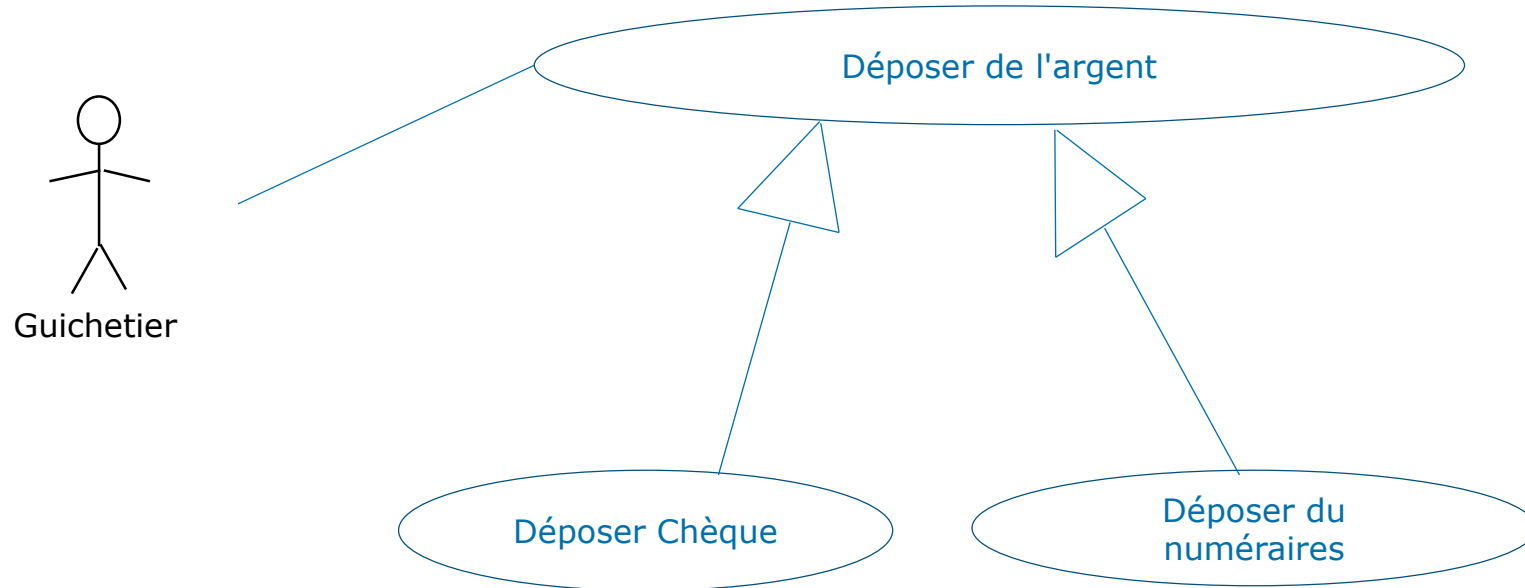 Déposer de l'argent
Guichetier
Déposer Chèque
Déposer du
numéraires